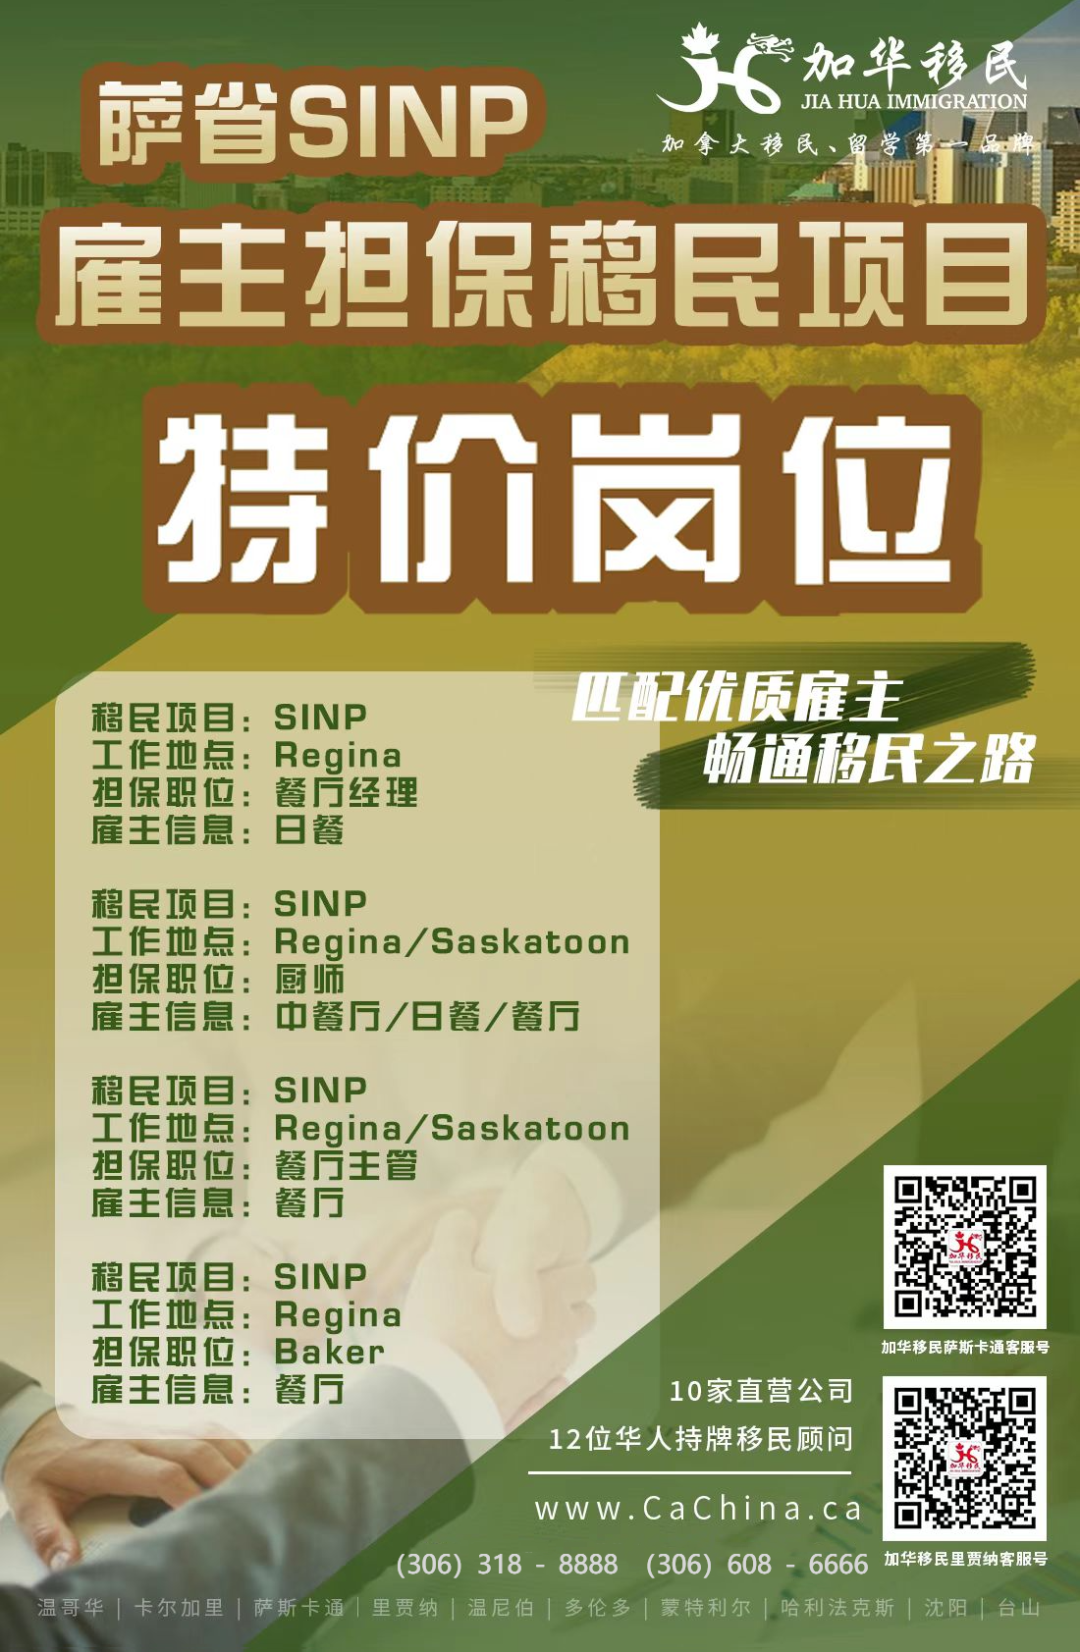 加华移民
JIA HUA IMMIGRATION
加拿大移民、留学第一品牌
萨省SINP
雇主担保移民项目
特价岗位
匹配优质雇主
畅通移民之路
移民项目：SINP
工作地点：Regina
担保职位：餐厅经理
雇主信息：日餐
移民项目：SINP
工作地点：Regina/Saskatoon
担保职位：厨师
雇主信息：中餐厅/日餐/餐厅
移民项目：SINP
工作地点：Regina/Saskatoon
担保职位：餐厅主管
雇主信息：餐厅
移民项目：SINP
工作地点：Regina
担保职位：Baker
雇主信息：餐厅
加华移民
加华移民萨斯卡通客服号
10家直营公司
12位华人持牌移民顾问
www.CaChina.ca
加华移民
加华移民里贾纳客服号
(306) 318 - 8888 (306) 608 - 6666
温哥华 | 卡尔加里 | 萨斯卡通 | 里贾纳 | 温尼伯 | 多伦多 | 蒙特利尔 | 哈利法克斯 | 沈阳 | 台山